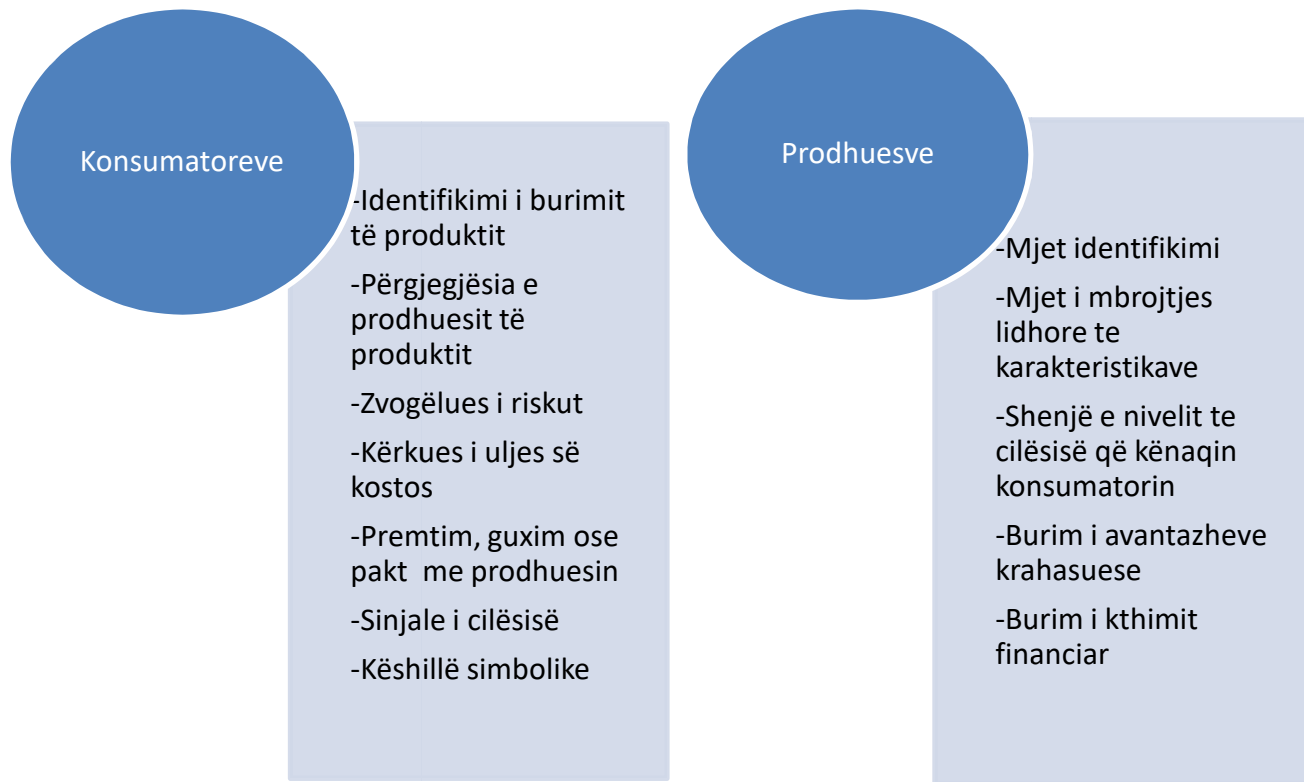 Konsumatoreve
-Identifikimi i burimit
të produktit
-Përgjegjësia e
prodhuesit të
produktit
-Zvogëlues i riskut
-Kërkues i uljes së
kostos
-Premtim, guxim ose
pakt  me prodhuesin
-Sinjale i cilësisë
-Këshillë simbolike
Prodhuesve
-Mjet identifikimi
-Mjet i mbrojtjes
lidhore te
karakteristikave
-Shenjë e nivelit te
cilësisë që kënaqin
konsumatorin
-Burim i avantazheve
krahasuese
-Burim i kthimit
financiar